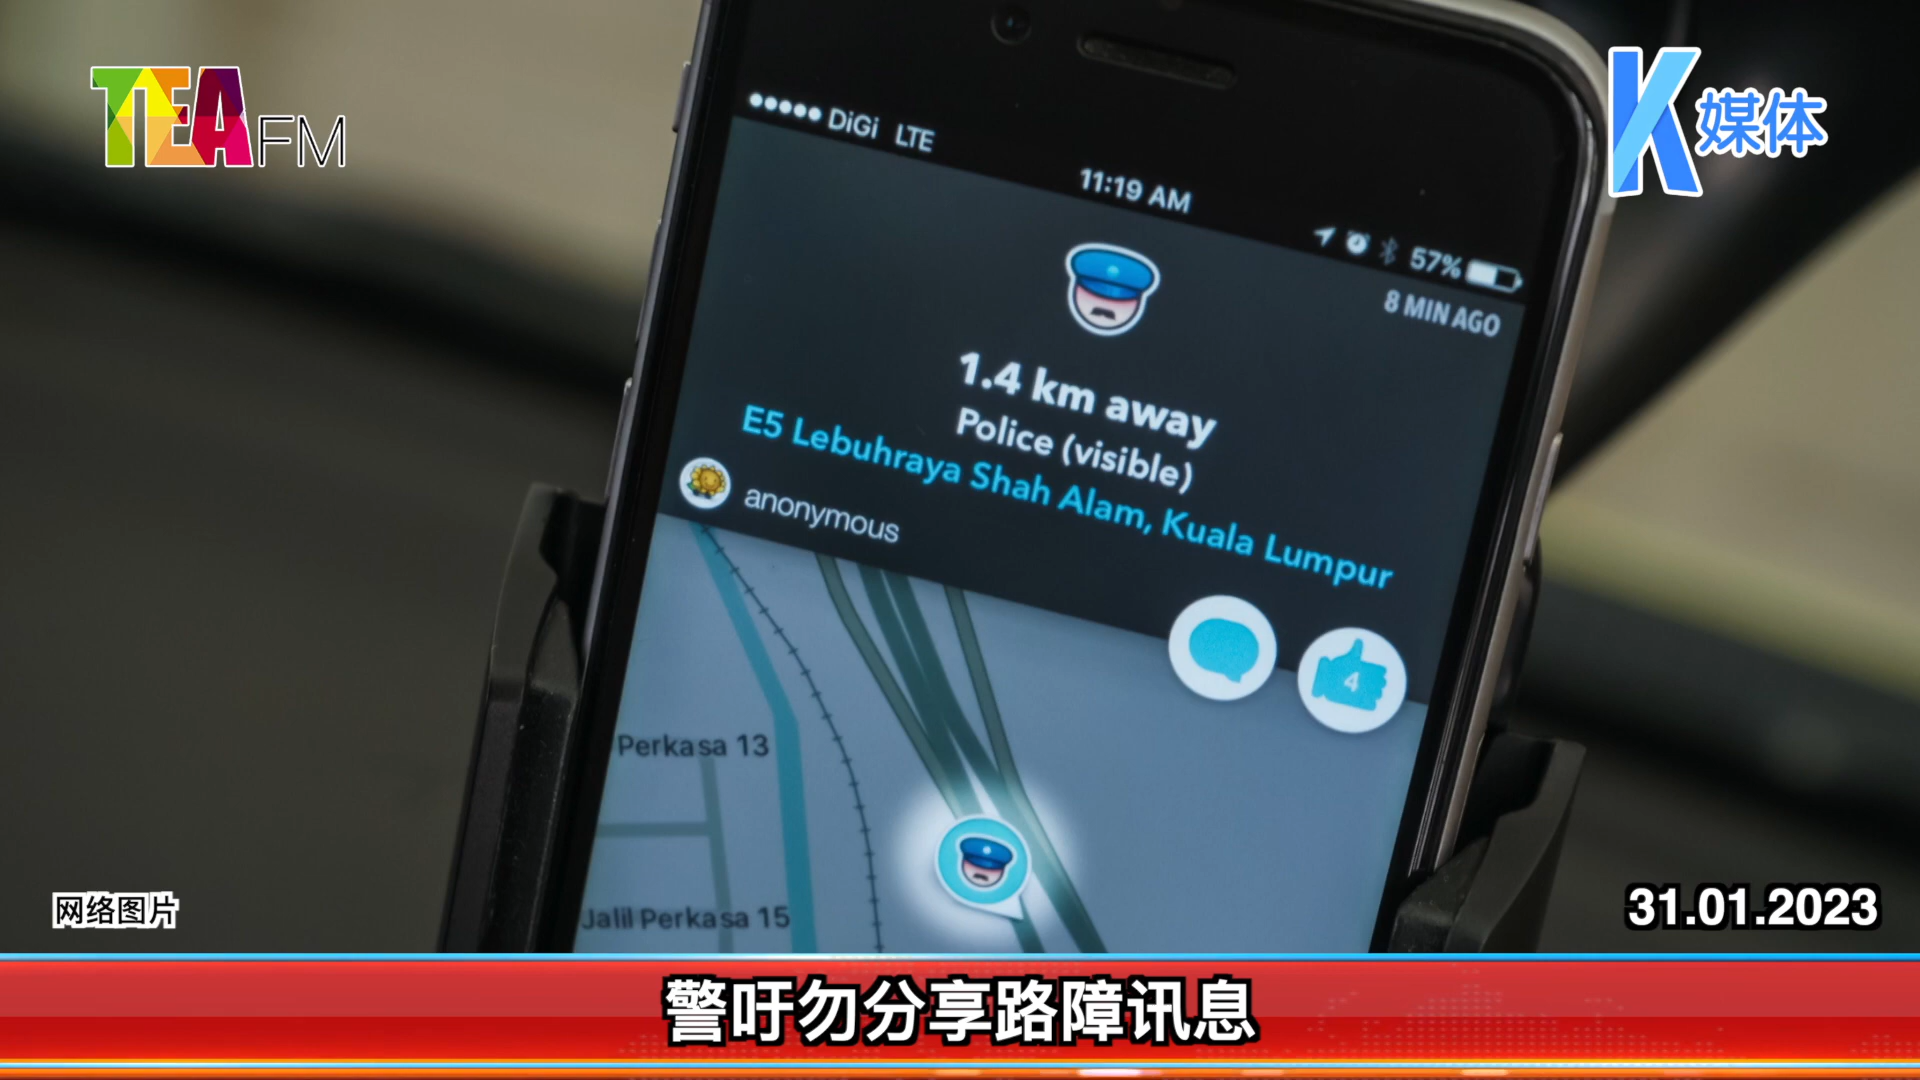 TEA FM
K 媒体
DiGi LTE
11:19 AM
57%
8 MIN AGO
1.4 km away
Police (visible)
E5 Lebuhraya Shah Alam, Kuala Lumpur
anonymous
4
Perkasa 13
Jalil Perkasa 15
网络图片
31.01.2023
警吁勿分享路障讯息